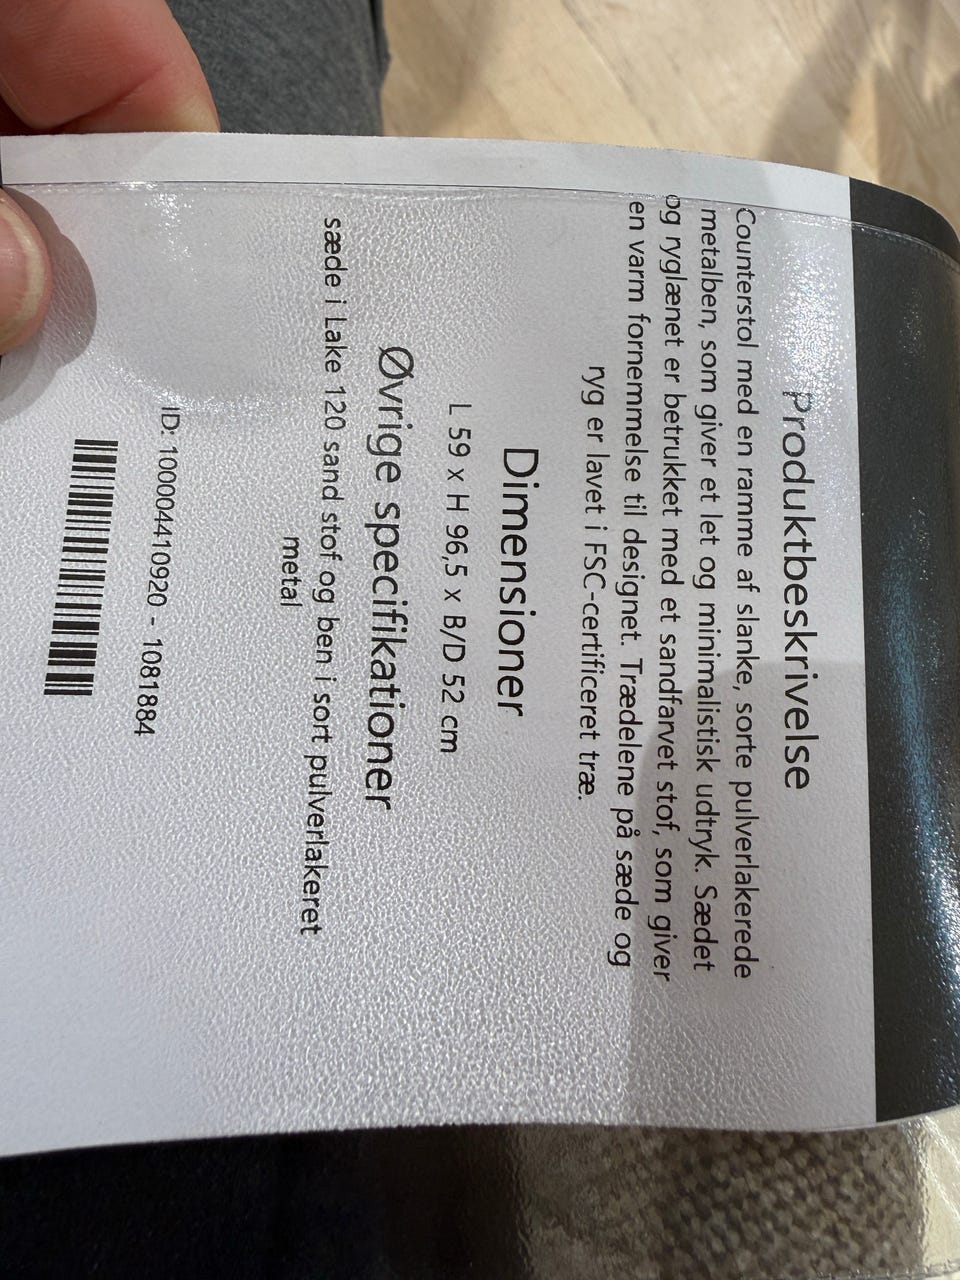 Produktbeskrivelse
Counterstol med en ramme af slanke, sorte pulverlakerede
metalben, som giver et let og minimalistisk udtryk. Sædet
og ryglænet er betrukket med et sandfarvet stof, som giver
en varm fornemmelse til designet. Trædelene på sæde og
ryg er lavet i FSC-certificeret træ.
Dimensioner
L 59 x H 96,5 x B/D 52 cm
Øvrige specifikationer
sæde i Lake 120 sand stof og ben i sort pulverlakeret
metal
ID: 100004410920 - 1081884